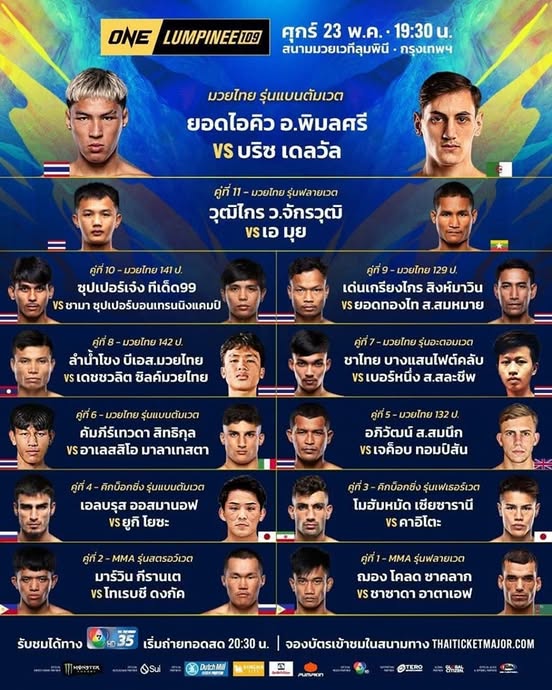 ONE LUMPINEE 109
ศุกร์ 23 พ.ค. · 19:30 น.
สนามมวยเวทีลุมพินี · กรุงเทพฯ
มวยไทย รุ่นแบนตัมเวต
ยอดไอคิว อ.พิมลศรี
VS บริซ เดลวัล
คู่ที่ 11 - มวยไทย รุ่นฟลายเวต
วุฒิไกร ว.จักรวุฒิ
VS เอ มุย
คู่ที่ 10 - มวยไทย 141 ป.
ซุปเปอร์เจ๋ง ทีเด็ด99
VS ชามา ซุปเปอร์บอนเทรนนิงแคมป์
คู่ที่ 9 - มวยไทย 129 ป.
เด่นเกรียงไกร สิงห์มาวิน
VS ยอดทองไท ส.สมหมาย
คู่ที่ 8 - มวยไทย 142 ป.
ลำน้ำโขง บีเอส.มวยไทย
VS เดชชวลิต ซิลค์มวยไทย
คู่ที่ 7 - มวยไทย รุ่นอะตอมเวต
ชาไทย บางแสนไฟต์คลับ
VS เบอร์หนึ่ง ส.สละชีพ
คู่ที่ 6 - มวยไทย รุ่นแบนตัมเวต
คัมภีร์เทวดา สิทธิกุล
VS อาเลสสิโอ มาลาเทสตา
คู่ที่ 5 - มวยไทย 132 ป.
อภิวัฒน์ ส.สมนึก
VS เจค็อบ ทอมป์สัน
คู่ที่ 4 - คิกบ็อกซิ่ง รุ่นแบนตัมเวต
เอลบรุส ออสมานอฟ
VS ยูกิ โยซะ
คู่ที่ 3 - คิกบ็อกซิ่ง รุ่นเฟเธอร์เวต
โมฮัมหมัด เซียซารานี
VS คาอิโตะ
คู่ที่ 2 - MMA รุ่นสตรอว์เวต
มาร์วิน กีรานเต
VS โทเรบชี ดงกัค
คู่ที่ 1 - MMA รุ่นฟลายเวต
ฌอง โคลด ซาคลาก
VS ชาซาดา อาตาเอฟ
รับชมได้ทาง 7HD 35 เริ่มถ่ายทอดสด 20:30 น. | จองบัตรเข้าชมในสนามทาง THAITICKETMAJOR.COM
MONSTER Sui Dutch Mill PUMPKIN TERO GLOBAL CITIZEN